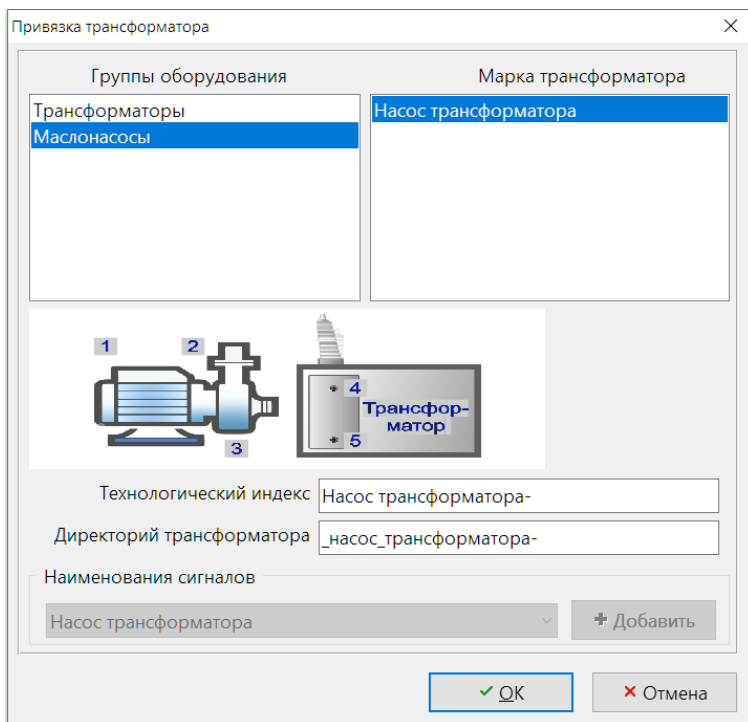 Привязка трансформатора
Группы оборудования
Марка трансформатора
Трансформаторы
Маслонасосы
Насос трансформатора
1
2
3
4
Трансфор-
матор
5
Технологический индекс
Насос трансформатора-
Директорий трансформатора
_насос_трансформатора-
Наименования сигналов
Насос трансформатора
Добавить
OK
Отмена